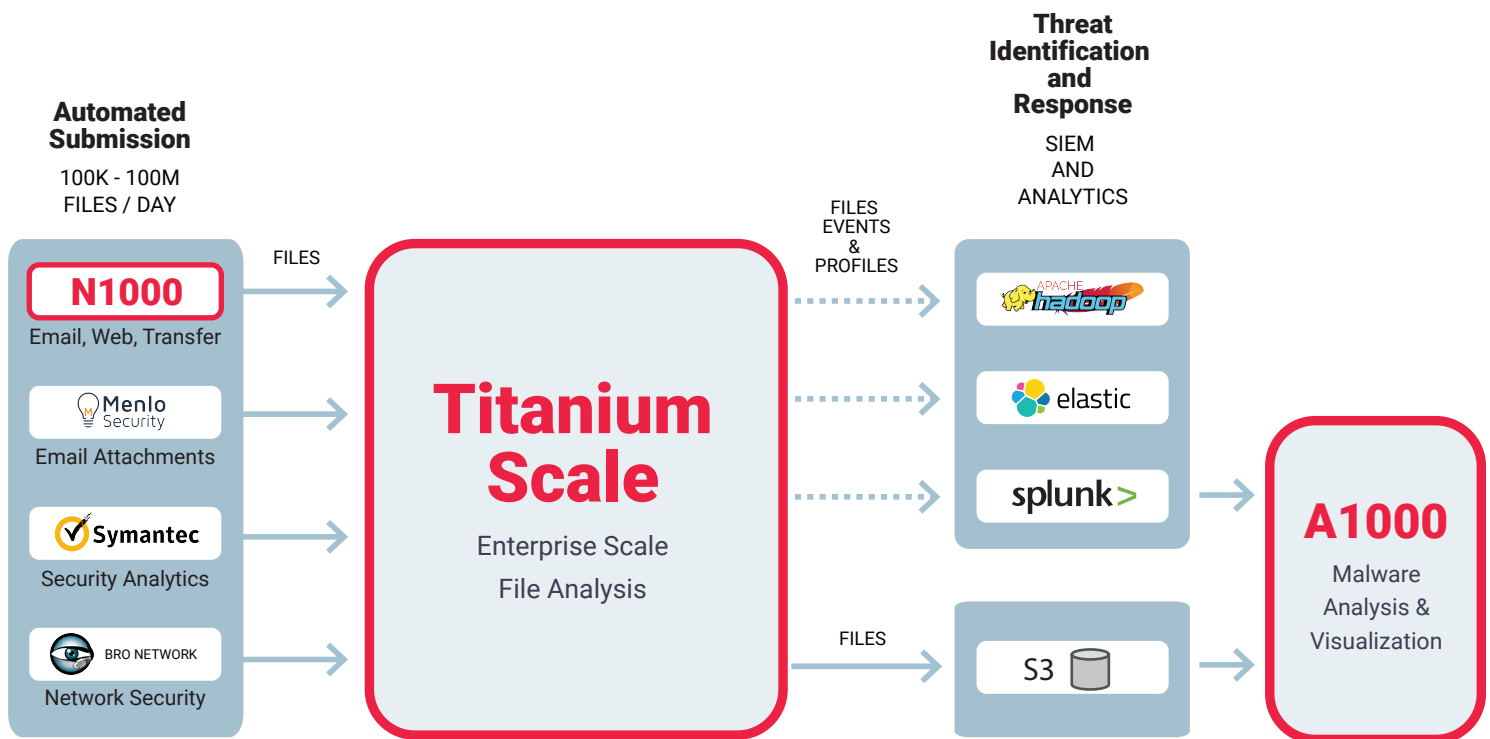 Automated
Submission
100K - 100M
FILES / DAY
N1000
Email, Web, Transfer
M
Menlo
Security
Email Attachments
Symantec
Security Analytics
BRO NETWORK
Network Security
FILES
Titanium
Scale
Enterprise Scale
File Analysis
FILES
EVENTS
&
PROFILES
FILES
Threat
Identification
and
Response
SIEM
AND
ANALYTICS
APACHE
hadoop
elastic
splunk>
S3
A1000
Malware
Analysis &
Visualization